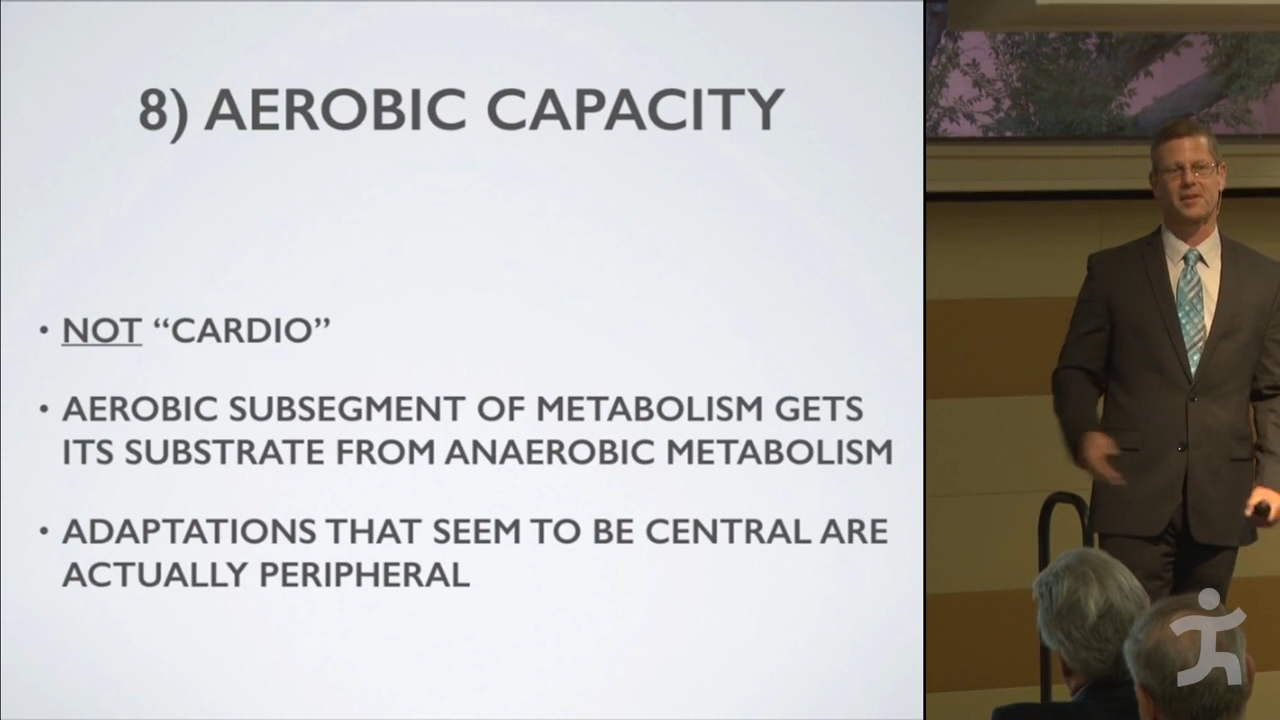 8) AEROBIC CAPACITY
• NOT “CARDIO”
• AEROBIC SUBSEGMENT OF METABOLISM GETS
ITS SUBSTRATE FROM ANAEROBIC METABOLISM
• ADAPTATIONS THAT SEEM TO BE CENTRAL ARE
ACTUALLY PERIPHERAL